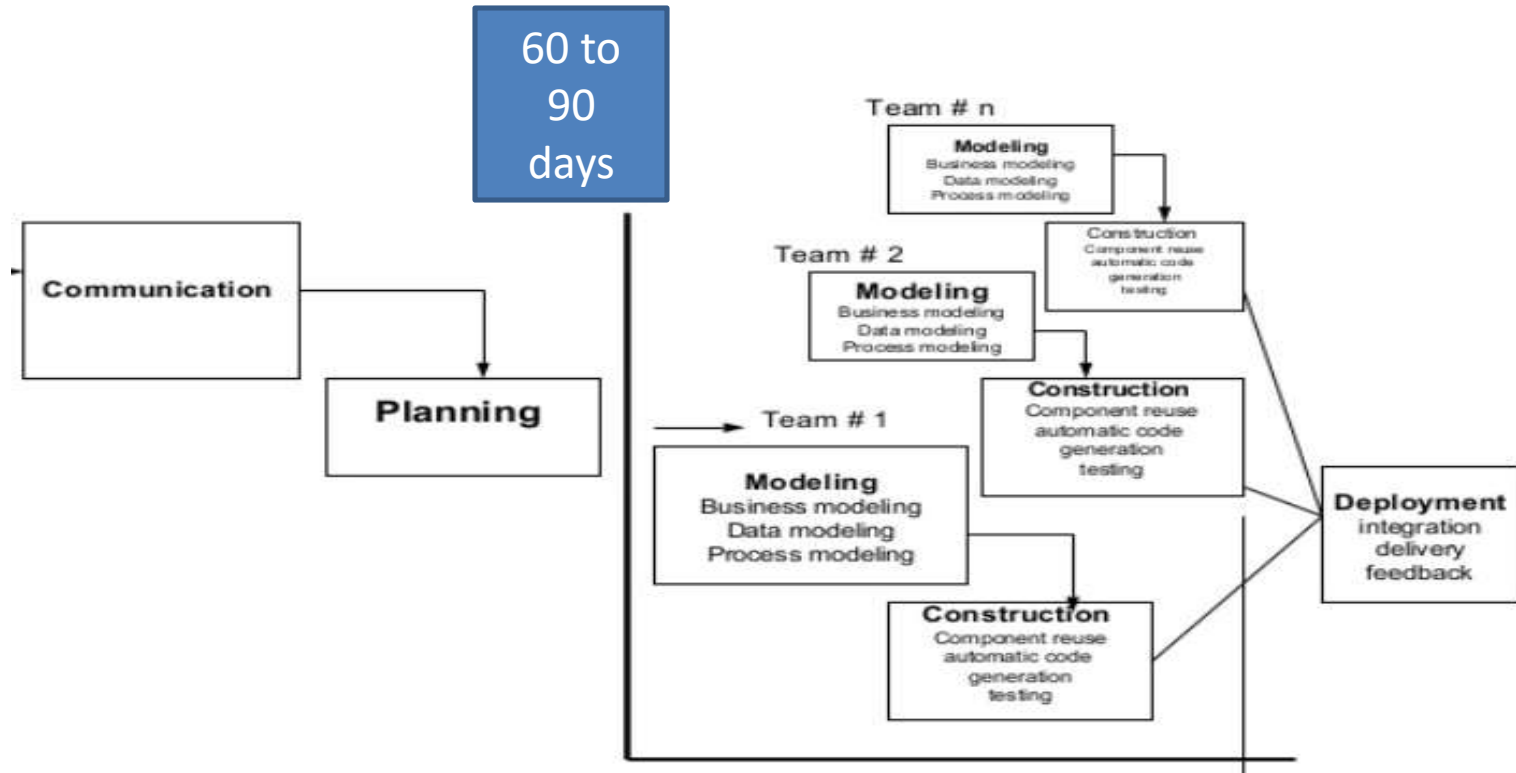 60 to
90
days
Communication
Planning
Team # n
Modeling
Business modeling
Data modeling
Process modeling
Construction
Component reuse
automatic code
generation
testing
Team # 2
Modeling
Business modeling
Data modeling
Process modeling
Construction
Component reuse
automatic code
generation
testing
Team # 1
Modeling
Business modeling
Data modeling
Process modeling
Construction
Component reuse
automatic code
generation
testing
Deployment
integration
delivery
feedback